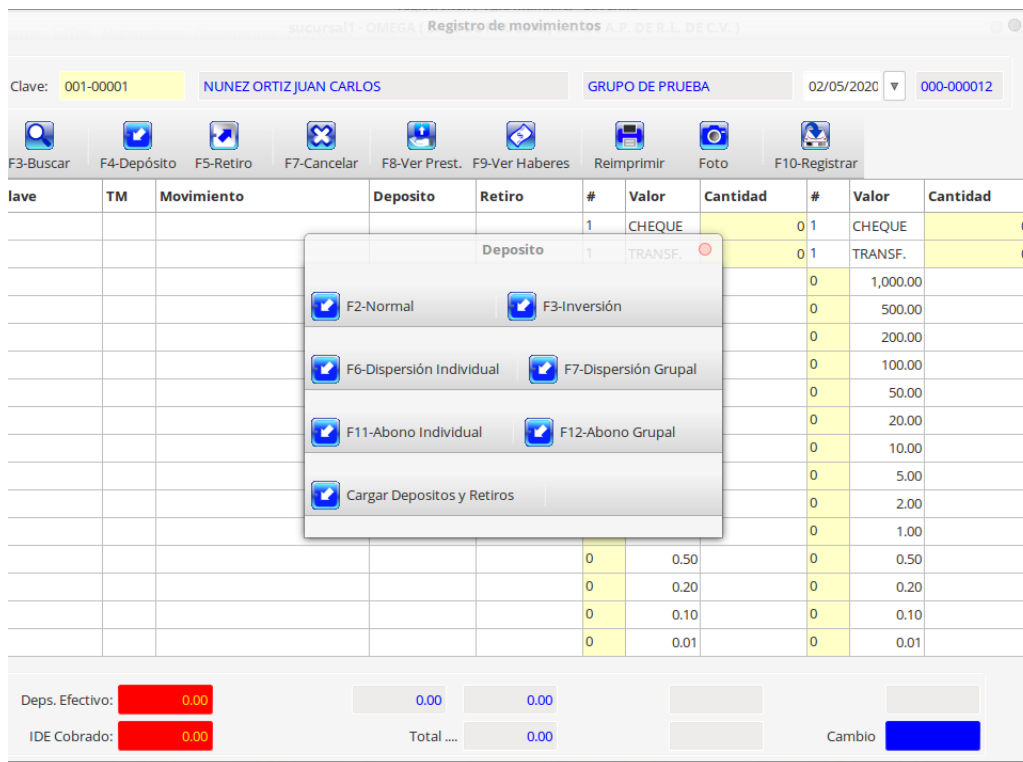 Registro de movimientos
sucursal1 - OMEGA A.P. DE R.L. DE C.V. ]
Clave: 001-00001 NUNEZ ORTIZ JUAN CARLOS GRUPO DE PRUEBA 02/05/2020 000-000012
F3-Buscar F4-Depósito F5-Retiro F7-Cancelar F8-Ver Prest. F9-Ver Haberes Reimprimir Foto F10-Registrar
lave TM Movimiento Deposito Retiro # Valor Cantidad # Valor Cantidad
1 CHEQUE 0 1 CHEQUE
1 TRANSF. 0 1 TRANSF.
0 1,000.00
0 500.00
0 200.00
0 100.00
0 50.00
0 20.00
0 10.00
0 5.00
0 2.00
0 1.00
0 0.50 0 0.50
0 0.20 0 0.20
0 0.10 0 0.10
0 0.01 0 0.01
Deposito
F2-Normal F3-Inversión
F6-Dispersión Individual F7-Dispersión Grupal
F11-Abono Individual F12-Abono Grupal
Cargar Depositos y Retiros
Deps. Efectivo: 0.00 0.00 0.00
IDE Cobrado: 0.00 Total .... 0.00 Cambio